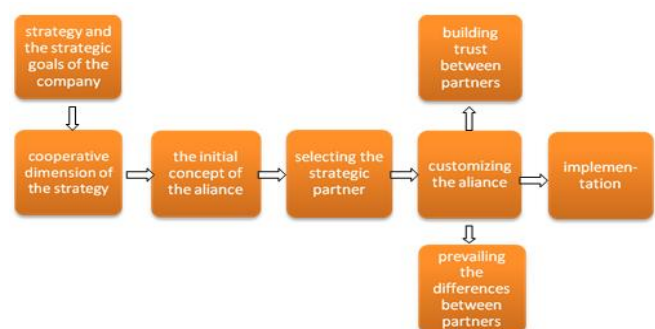 strategy and
the strategic
goals of the
company
building
trust
between
partners
cooperative
dimension of
the strategy
the initial
concept of
the aliance
selecting the
strategic
partner
customizing
the aliance
implemen-
tation
prevailing
the
differences
between
partners